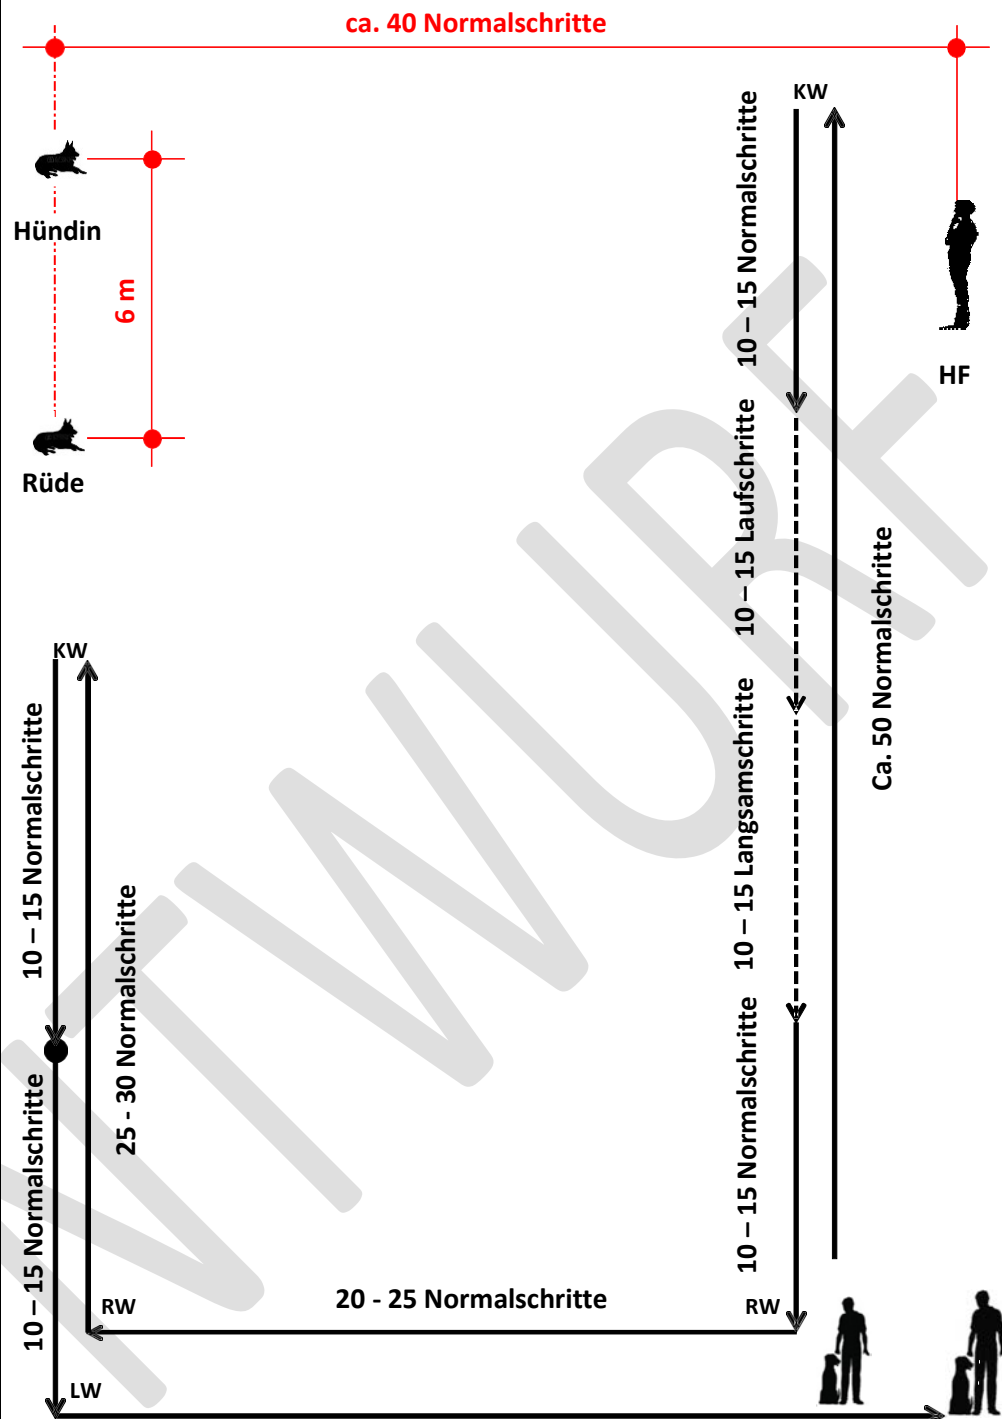 ca. 40 Normalschritte
KW
10 – 15 Normalschritte
Hündin
6 m
HF
Rüde
10 – 15 Laufschritte
Ca. 50 Normalschritte
KW
10 – 15 Langsamschritte
10 – 15 Normalschritte
25 - 30 Normalschritte
10 – 15 Normalschritte
10 – 15 Normalschritte
RW
20 - 25 Normalschritte
RW
LW
NTWURF